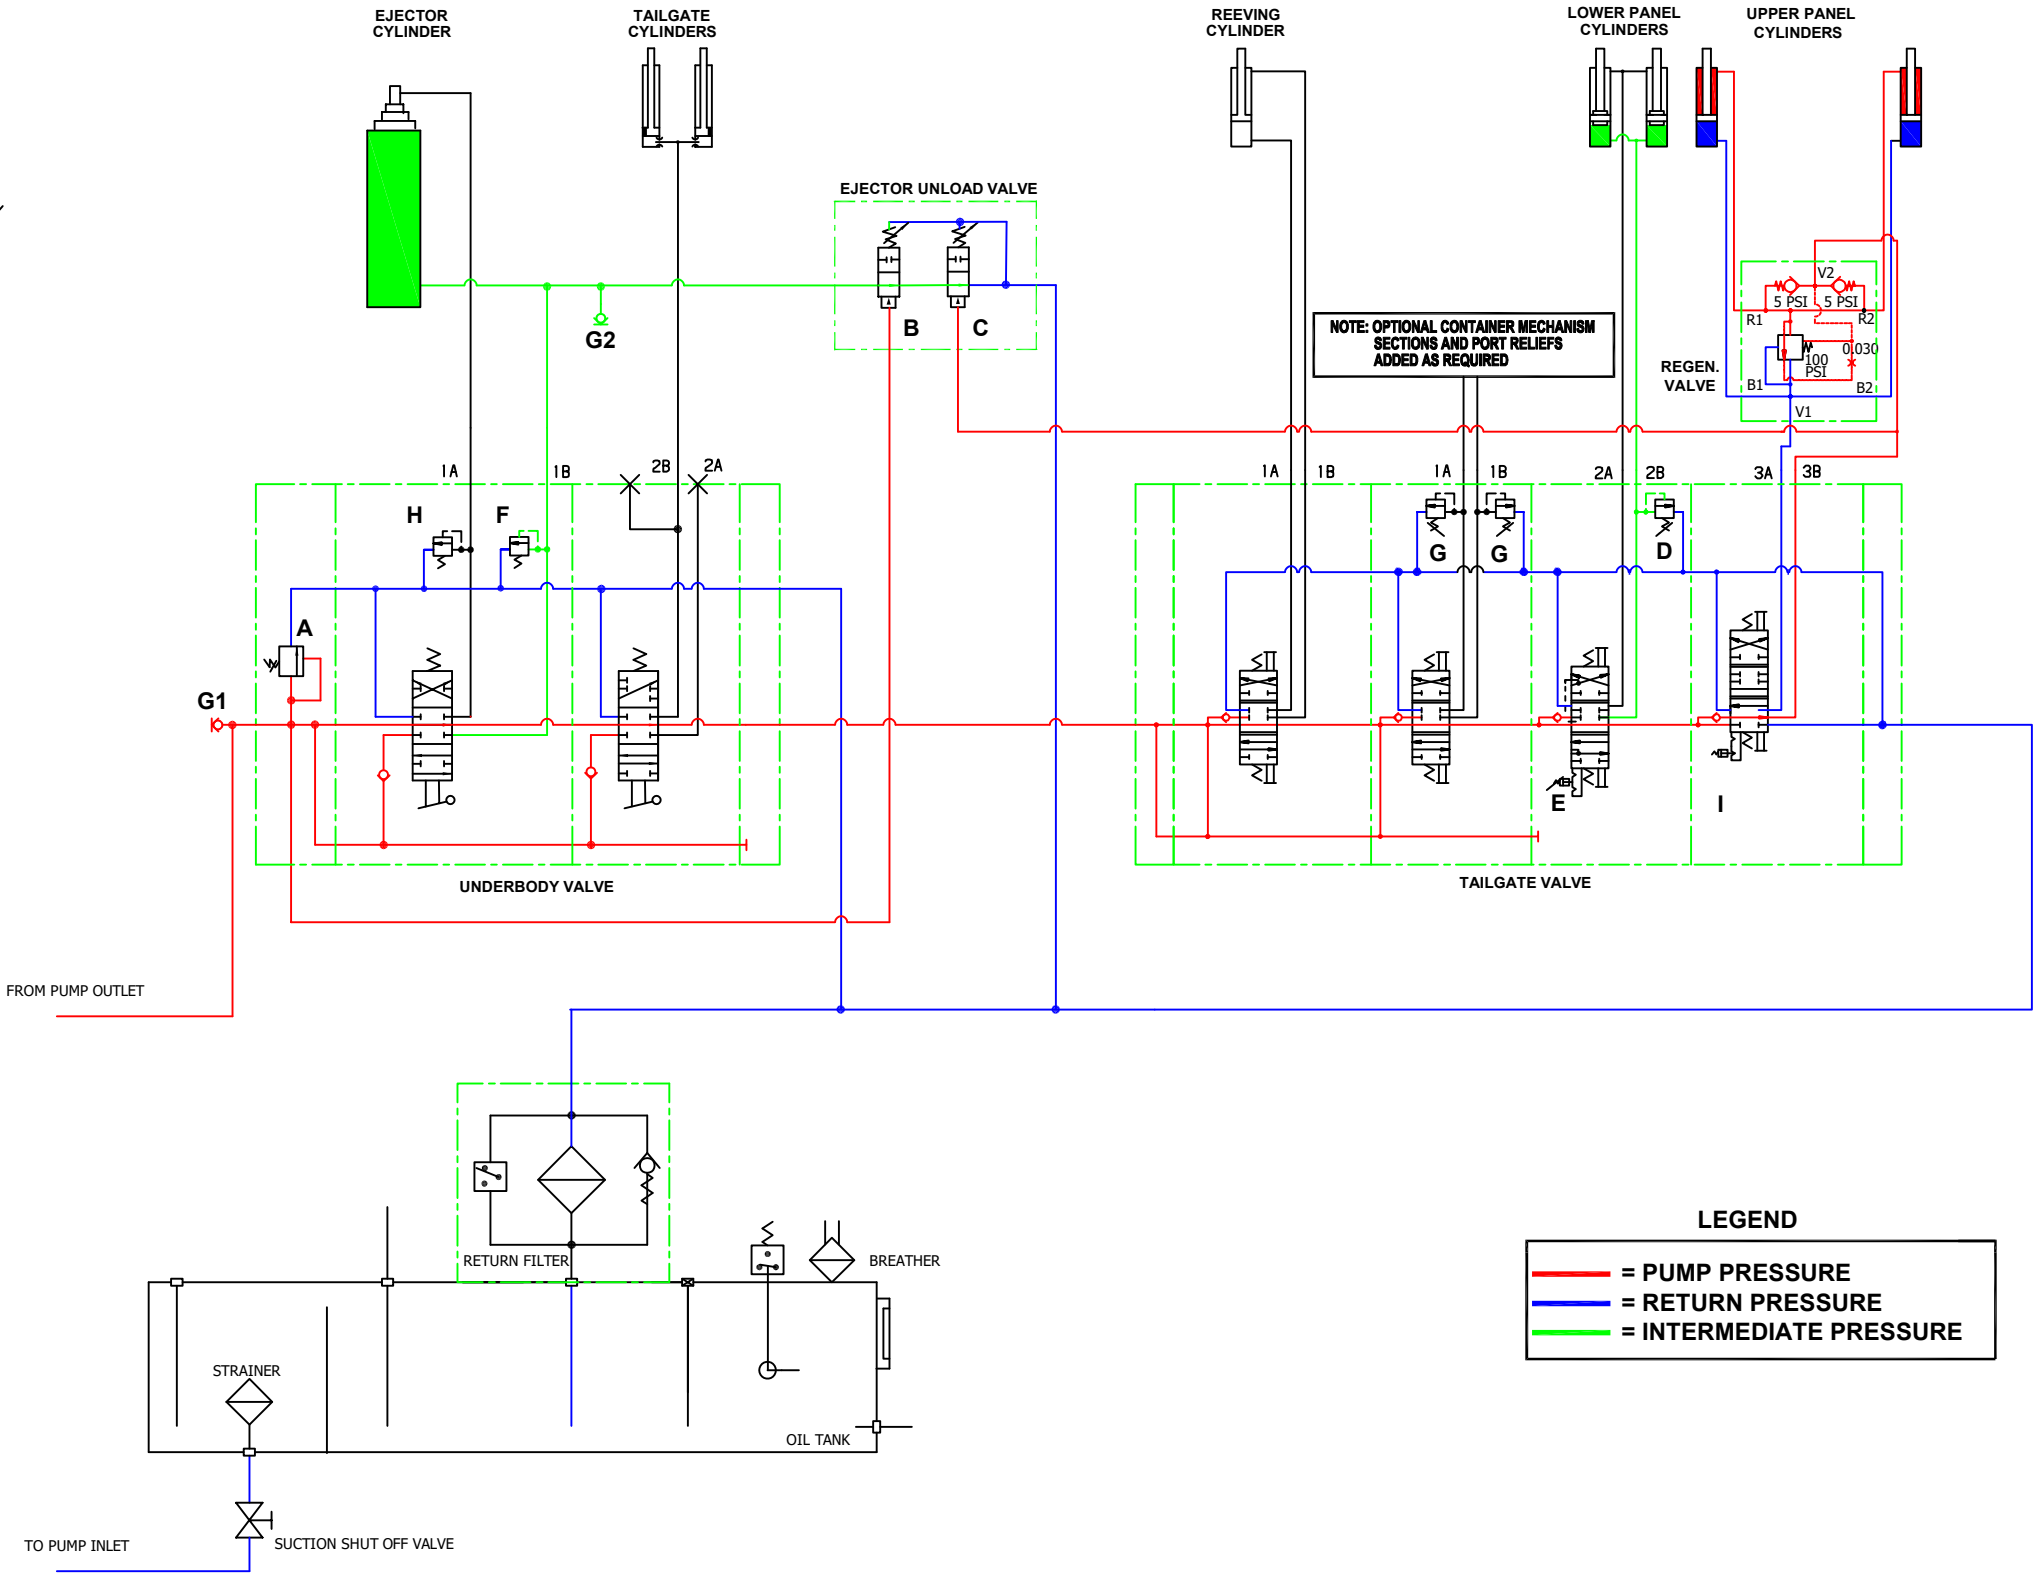 EJECTOR
CYLINDER
TAILGATE
CYLINDERS
REEVING
CYLINDER
LOWER PANEL
CYLINDERS
UPPER PANEL
CYLINDERS
EJECTOR UNLOAD VALVE
B
C
G2
NOTE: OPTIONAL CONTAINER MECHANISM
SECTIONS AND PORT RELIEFS
ADDED AS REQUIRED
V2
5 PSI
5 PSI
R1
R2
0.030
100
PSI
REGEN.
VALVE
B1
B2
V1
1A
1B
2B
2A
1A
1B
1A
1B
2A
2B
3A
3B
H
F
G
G
D
A
G1
E
I
UNDERBODY VALVE
TAILGATE VALVE
FROM PUMP OUTLET
RETURN FILTER
BREATHER
STRAINER
OIL TANK
TO PUMP INLET
SUCTION SHUT OFF VALVE
LEGEND
= PUMP PRESSURE
= RETURN PRESSURE
= INTERMEDIATE PRESSURE